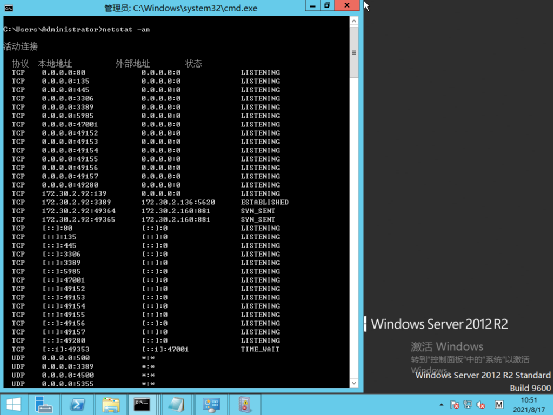 管理员: C:\Windows\system32\cmd.exe
C:\Users\Administrator>netstat -an
活动连接
协议 本地地址 外部地址 状态
TCP 0.0.0.0:80 0.0.0.0:0 LISTENING
TCP 0.0.0.0:135 0.0.0.0:0 LISTENING
TCP 0.0.0.0:445 0.0.0.0:0 LISTENING
TCP 0.0.0.0:3306 0.0.0.0:0 LISTENING
TCP 0.0.0.0:3389 0.0.0.0:0 LISTENING
TCP 0.0.0.0:5985 0.0.0.0:0 LISTENING
TCP 0.0.0.0:47001 0.0.0.0:0 LISTENING
TCP 0.0.0.0:49152 0.0.0.0:0 LISTENING
TCP 0.0.0.0:49153 0.0.0.0:0 LISTENING
TCP 0.0.0.0:49154 0.0.0.0:0 LISTENING
TCP 0.0.0.0:49155 0.0.0.0:0 LISTENING
TCP 0.0.0.0:49156 0.0.0.0:0 LISTENING
TCP 0.0.0.0:49157 0.0.0.0:0 LISTENING
TCP 0.0.0.0:49280 0.0.0.0:0 LISTENING
TCP 172.30.2.92:139 0.0.0.0:0 LISTENING
TCP 172.30.2.92:3389 172.30.2.136:5620 ESTABLISHED
TCP 172.30.2.92:49364 172.30.2.160:881 SYN_SENT
TCP 172.30.2.92:49365 172.30.2.160:881 SYN_SENT
TCP [::]:80 [::]:0 LISTENING
TCP [::]:135 [::]:0 LISTENING
TCP [::]:445 [::]:0 LISTENING
TCP [::]:3306 [::]:0 LISTENING
TCP [::]:3389 [::]:0 LISTENING
TCP [::]:5985 [::]:0 LISTENING
TCP [::]:47001 [::]:0 LISTENING
TCP [::]:49152 [::]:0 LISTENING
TCP [::]:49153 [::]:0 LISTENING
TCP [::]:49154 [::]:0 LISTENING
TCP [::]:49155 [::]:0 LISTENING
TCP [::]:49156 [::]:0 LISTENING
TCP [::]:49157 [::]:0 LISTENING
TCP [::]:49280 [::]:0 LISTENING
TCP [::1]:49353 [::1]:47001 TIME_WAIT
UDP 0.0.0.0:500 *:*
UDP 0.0.0.0:3389 *:*
UDP 0.0.0.0:4500 *:*
UDP 0.0.0.0:5355 *:*
Windows Server 2012 R2
激活 Windows
转到"控制面板"中的"系统"以激活
Windows。
Windows Server 2012 R2 Standard
Build 9600
M
10:51
2021/8/17